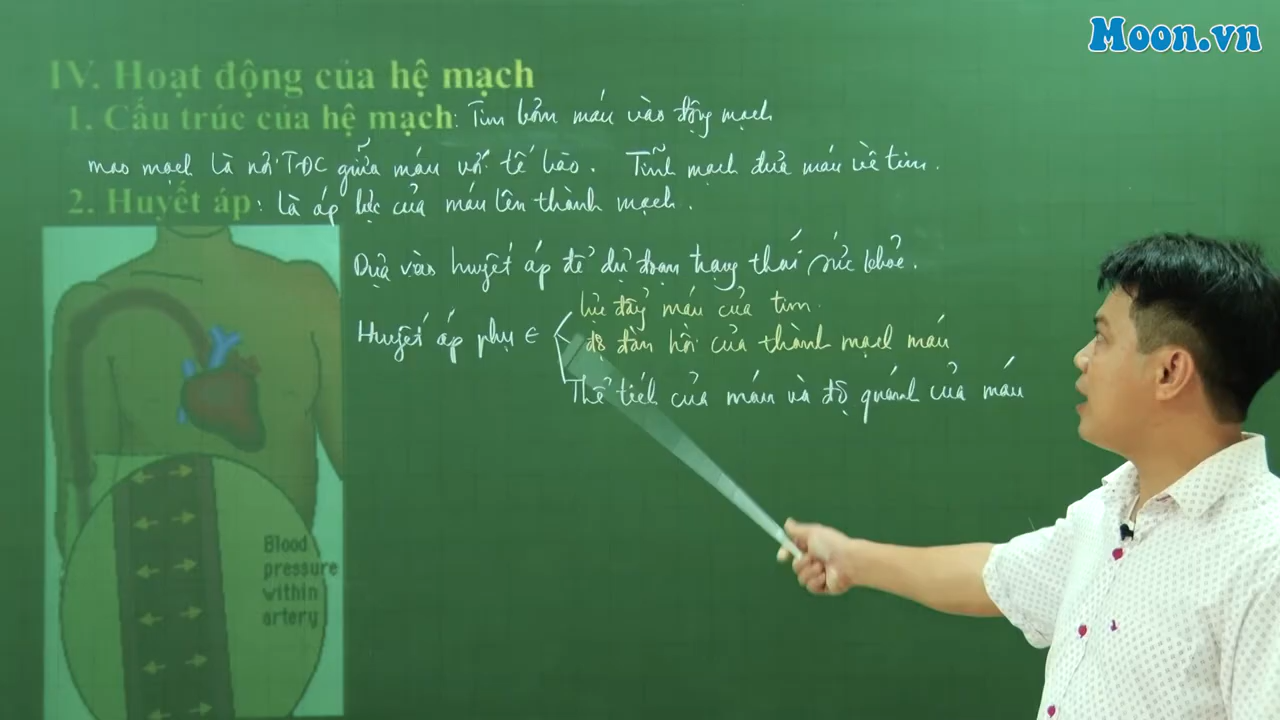 Moon.vn
IV. Hoạt động của hệ mạch
1. Cấu trúc của hệ mạch: Tim bơm máu vào động mạch
mao mạch là nơi TĐC giữa máu với tế bào. Tĩnh mạch đưa máu về tim.
2. Huyết áp: là áp lực của máu lên thành mạch.
Dựa vào huyết áp để dự đoán trạng thái sức khỏe.
lực đẩy máu của tim.
Huyết áp phụ ∈
độ đàn hồi của thành mạch máu
Thể tích của máu và độ quánh của máu
Blood
pressure
within
artery